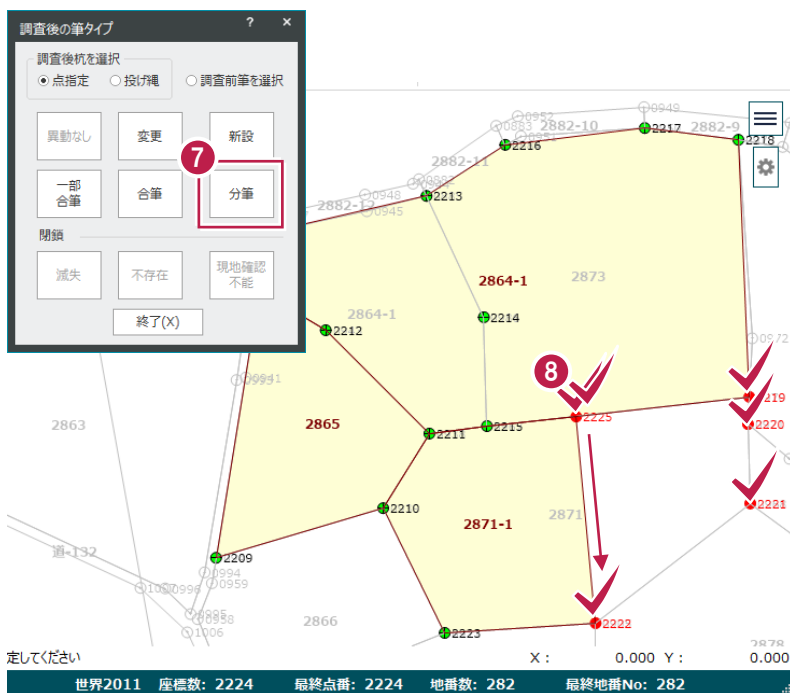 調査後の筆タイプ ? ×
調査後杭を選択
点指定 投げ縄 調査前筆を選択
異動なし 変更 新設
7
一部
合筆
合筆 分筆
閉鎖
滅失 不存在 現地確認
不能
終了(X)
0952 0949
0883 2882-10 2217 2882-9
0951 2218
2216
2882-11
0948
2213
2882-12 0945
2864-1 2873
2864-1 2214
2212
0972
8
2219
2863 2865 2225 2220
2215
2211
2221
2210 2871-1 2871
道-132
2209
0994
0996 0959
0995
0958
1006 2866 2222
2223
2878
定してください X: 0.000 Y: 0.000
世界2011 座標数: 2224 最終点番: 2224 地番数: 282 最終地番No: 282